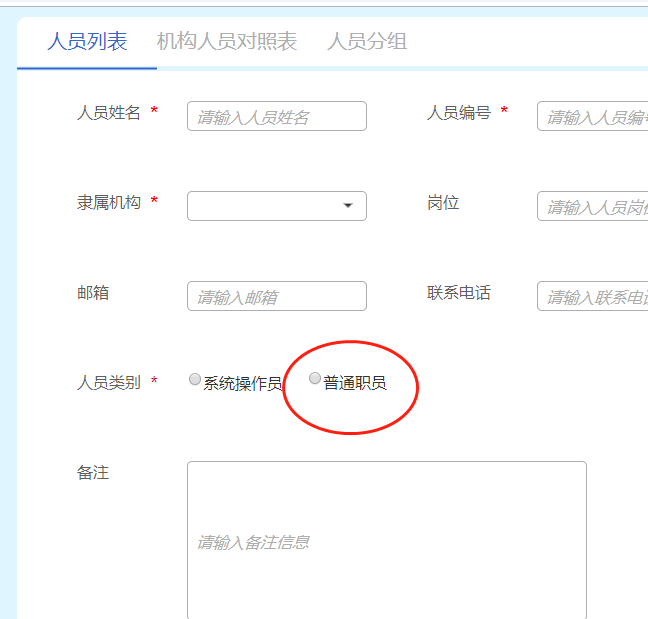 人员列表 机构人员对照表 人员分组
人员姓名 * 请输入人员姓名 人员编号 * 请输入人员编
隶属机构 * 岗位 请输入人员岗
邮箱 请输入邮箱 联系电话 请输入联系电
人员类别 * 系统操作员 普通职员
备注
请输入备注信息